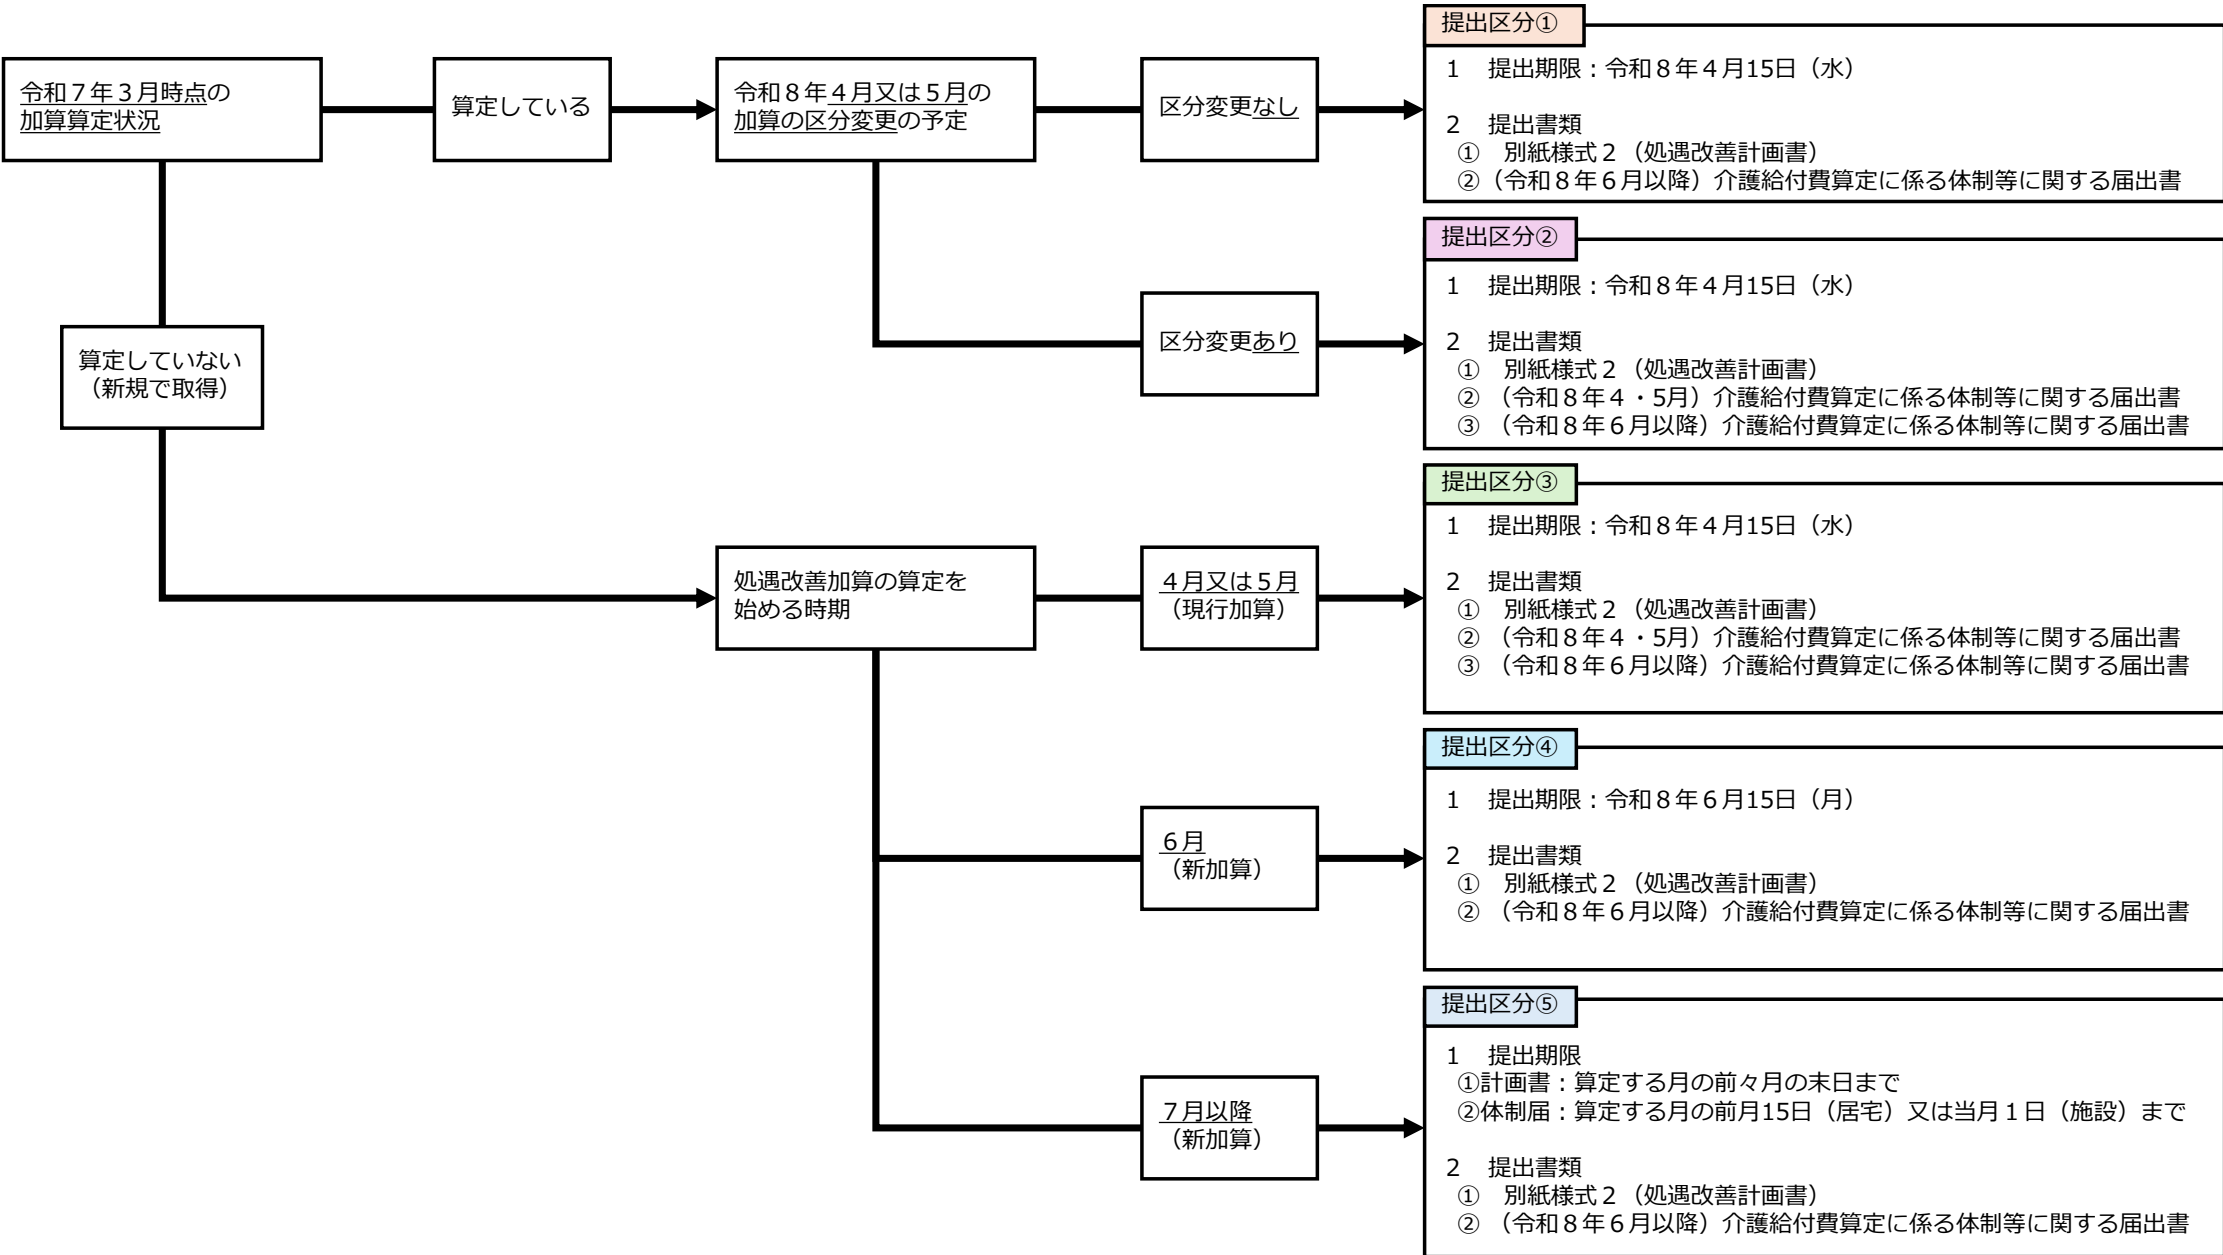 令和７年３月時点の
加算算定状況
算定している
令和８年４月又は５月の
加算の区分変更の予定
区分変更なし
提出区分①
1　提出期限：令和８年４月15日（水）
2　提出書類
①　別紙様式２（処遇改善計画書）
②（令和８年６月以降）介護給付費算定に係る体制等に関する届出書
区分変更あり
提出区分②
1　提出期限：令和８年４月15日（水）
2　提出書類
①　別紙様式２（処遇改善計画書）
②　（令和８年４・5月）介護給付費算定に係る体制等に関する届出書
③　（令和８年６月以降）介護給付費算定に係る体制等に関する届出書
算定していない
（新規で取得）
処遇改善加算の算定を
始める時期
４月又は５月
（現行加算）
提出区分③
1　提出期限：令和８年４月15日（水）
2　提出書類
①　別紙様式２（処遇改善計画書）
②　（令和８年４・5月）介護給付費算定に係る体制等に関する届出書
③　（令和８年６月以降）介護給付費算定に係る体制等に関する届出書
６月
（新加算）
提出区分④
1　提出期限：令和８年６月15日（月）
2　提出書類
①　別紙様式２（処遇改善計画書）
②　（令和８年６月以降）介護給付費算定に係る体制等に関する届出書
７月以降
（新加算）
提出区分⑤
1　提出期限
①計画書：算定する月の前々月の末日まで
②体制届：算定する月の前月15日（居宅）又は当月１日（施設）まで
2　提出書類
①　別紙様式２（処遇改善計画書）
②　（令和８年６月以降）介護給付費算定に係る体制等に関する届出書